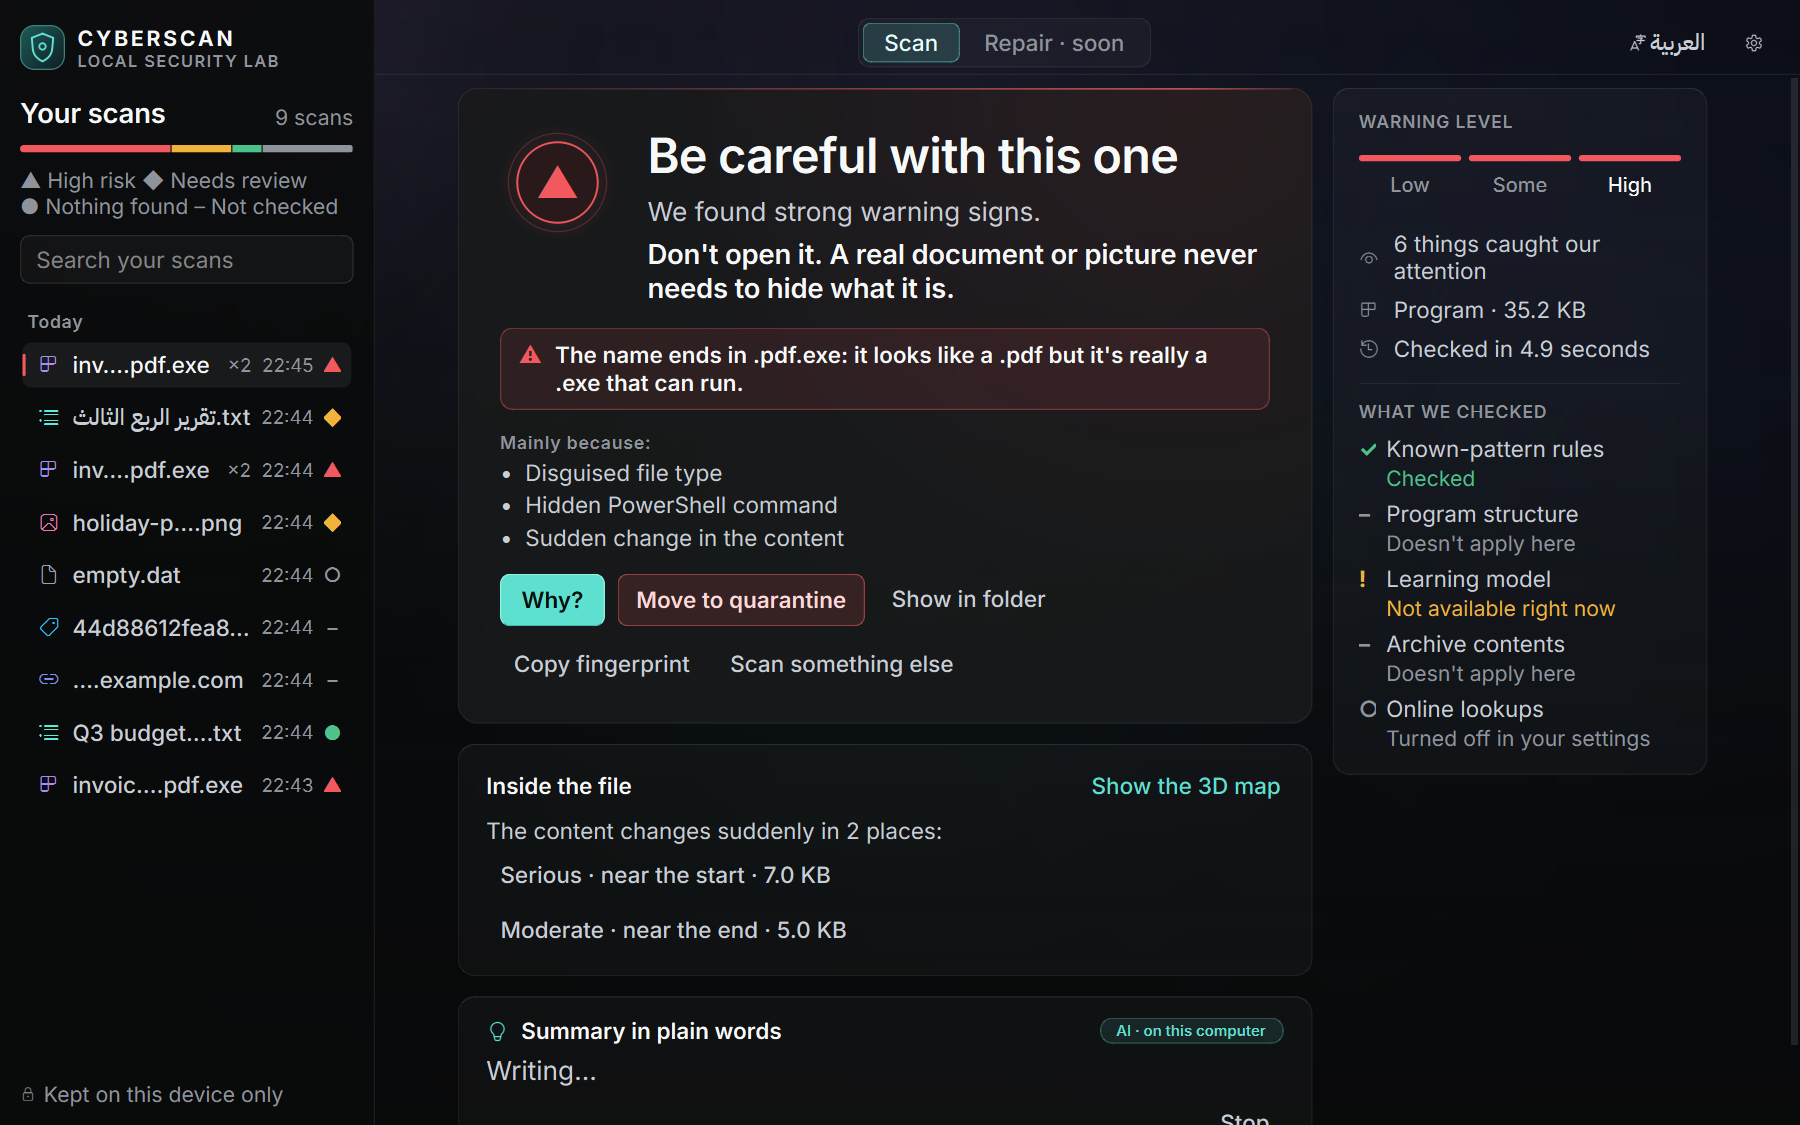 CYBERSCAN
LOCAL SECURITY LAB
Your scans
9 scans
High risk
Needs review
Nothing found – Not checked
Search your scans
Today
inv....pdf.exe ×2 22:45
تقرير الربع الثالث.txt 22:44
inv....pdf.exe ×2 22:44
holiday-p....png 22:44
empty.dat 22:44
44d88612fea8... 22:44
....example.com 22:44
Q3 budget....txt 22:44
invoic....pdf.exe 22:43
Kept on this device only
Scan
Repair · soon
العربية
Be careful with this one
We found strong warning signs.
Don't open it. A real document or picture never
needs to hide what it is.
The name ends in .pdf.exe: it looks like a .pdf but it's really a
.exe that can run.
Mainly because:
• Disguised file type
• Hidden PowerShell command
• Sudden change in the content
Why?
Move to quarantine
Show in folder
Copy fingerprint
Scan something else
Inside the file
Show the 3D map
The content changes suddenly in 2 places:
Serious · near the start · 7.0 KB
Moderate · near the end · 5.0 KB
Summary in plain words
AI · on this computer
Writing...
Stop
WARNING LEVEL
Low
Some
High
6 things caught our
attention
Program · 35.2 KB
Checked in 4.9 seconds
WHAT WE CHECKED
Known-pattern rules
Checked
Program structure
Doesn't apply here
Learning model
Not available right now
Archive contents
Doesn't apply here
Online lookups
Turned off in your settings